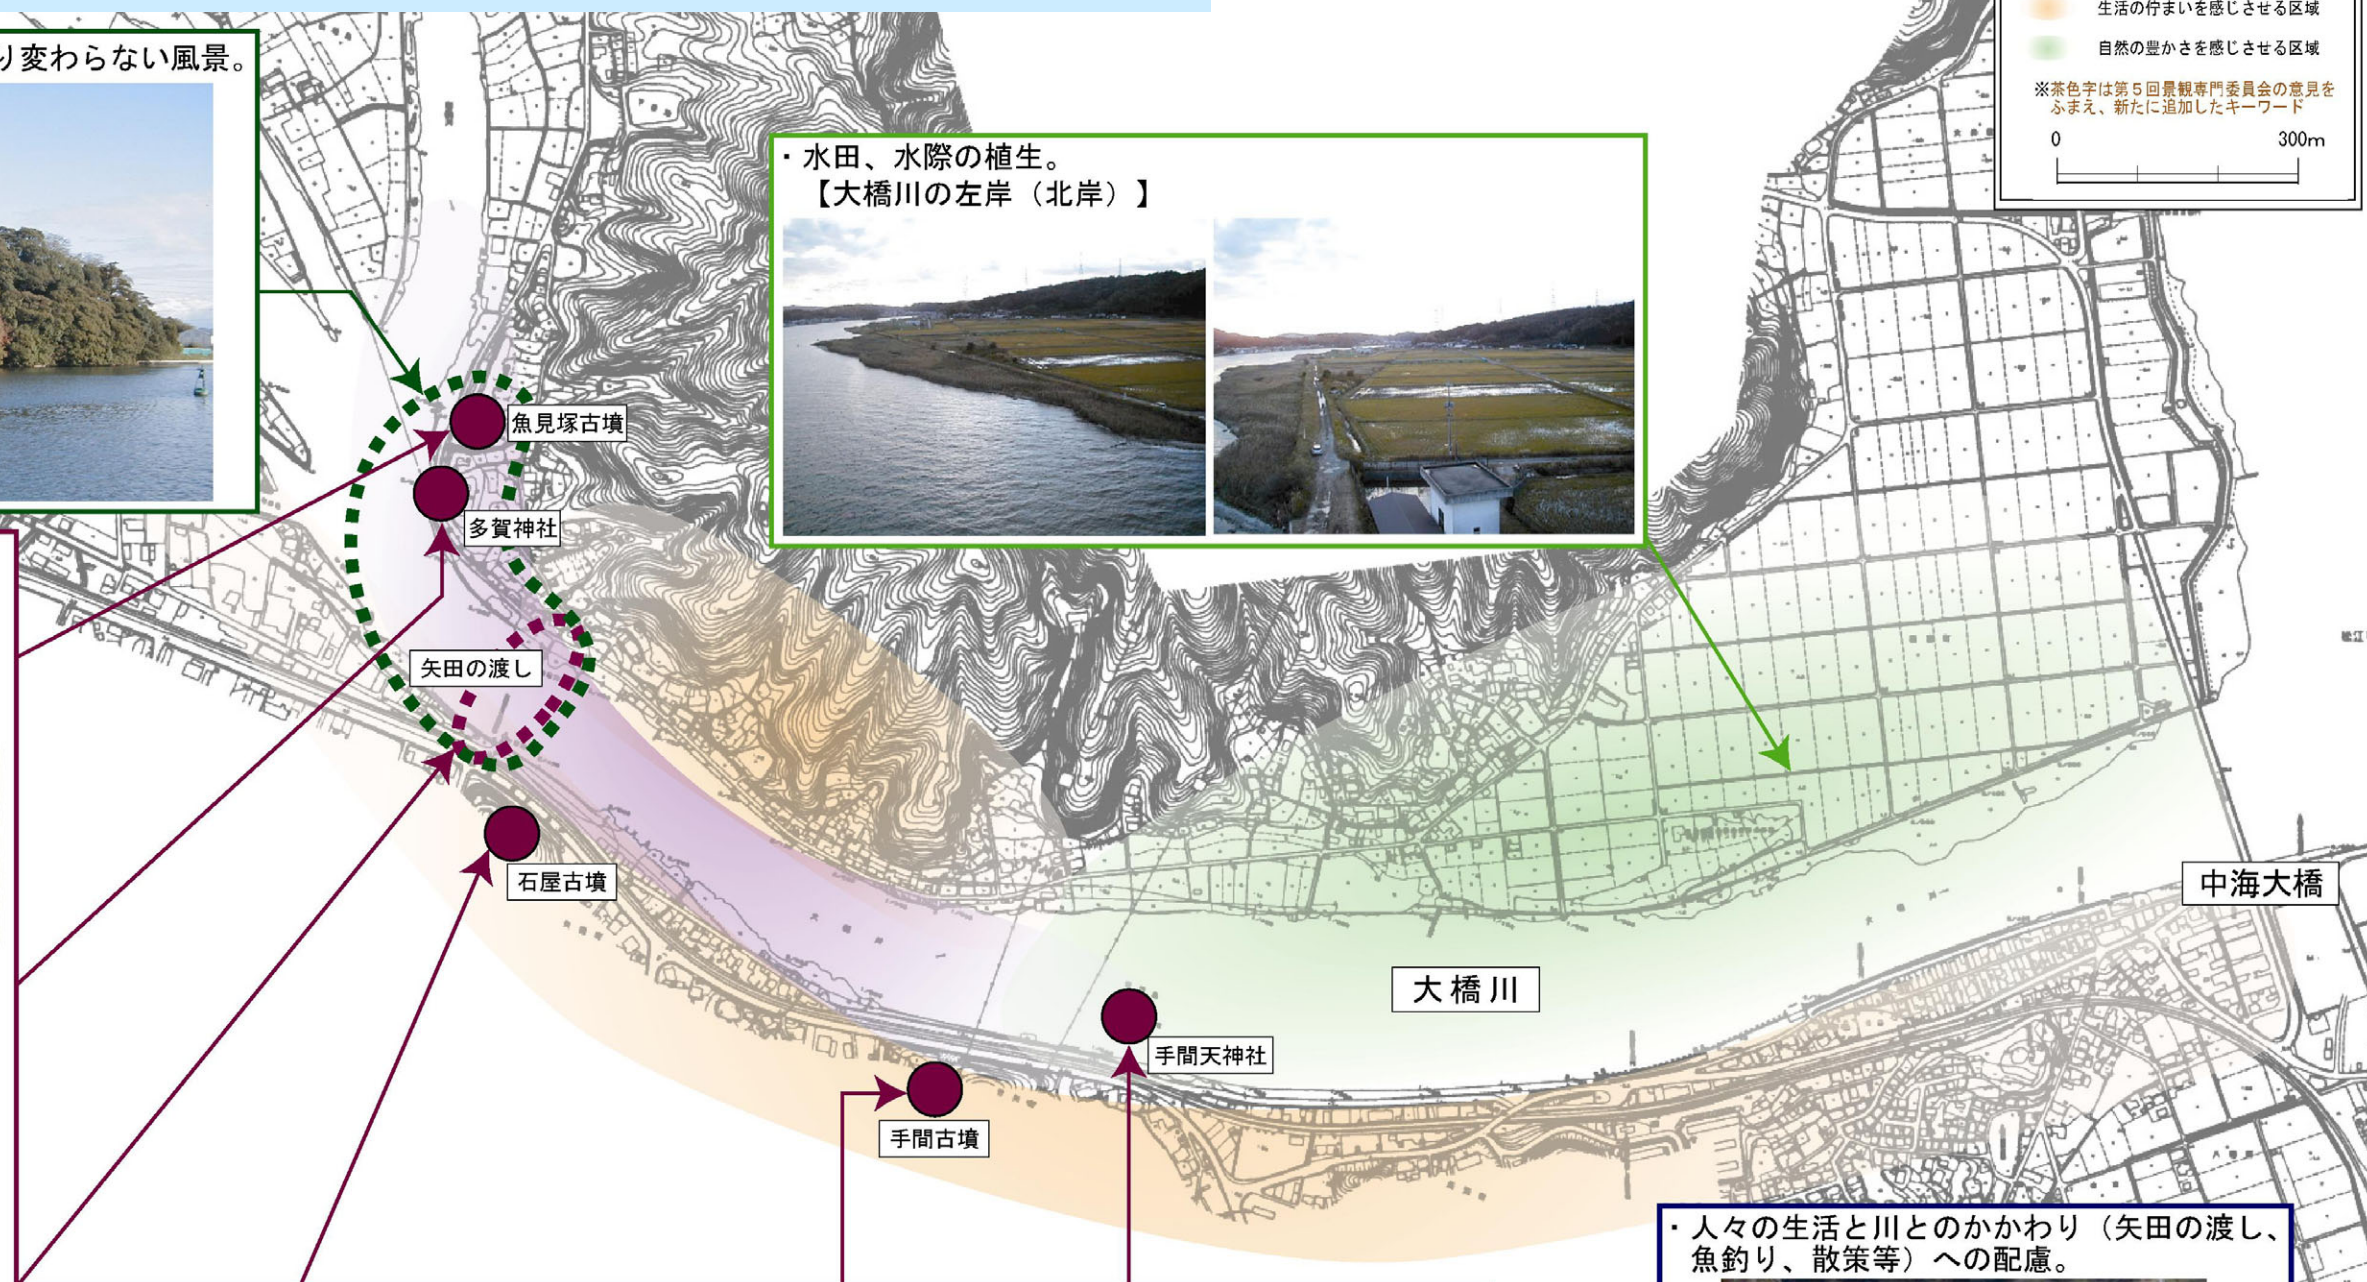 生活の佇まいを感じさせる区域
り変わらない風景。
自然の豊かさを感じさせる区域
※茶色字は第５回景観専門委員会の意見を
ふまえ、新たに追加したキーワード
0 300m
・水田、水際の植生。
【大橋川の左岸（北岸）】
魚見塚古墳
多賀神社
矢田の渡し
石屋古墳
中海大橋
大橋川
手間天神社
手間古墳
・人々の生活と川とのかかわり（矢田の渡し、
魚釣り、散策等）への配慮。